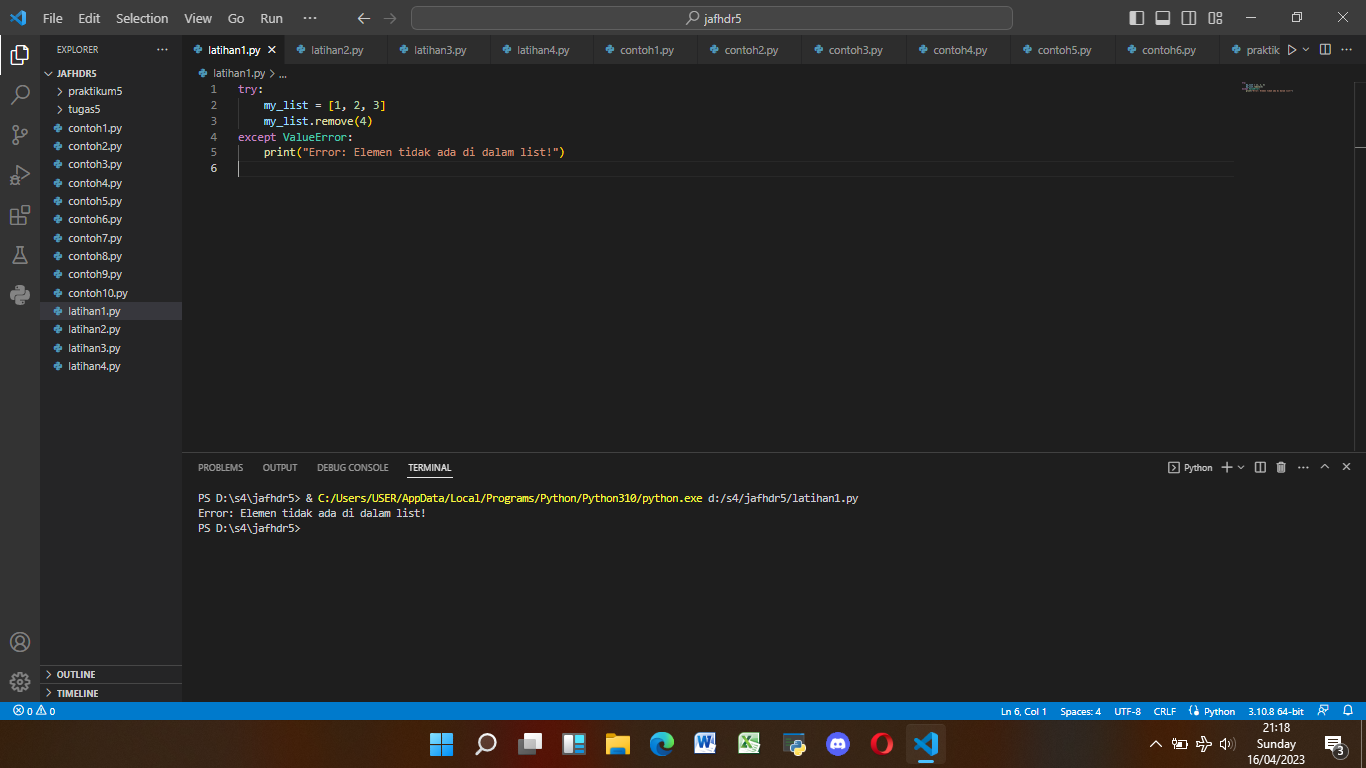 File Edit Selection View Go Run ··· jafhdr5
EXPLORER ···
JAFHDR5
praktikum5
tugas5
contoh1.py
contoh2.py
contoh3.py
contoh4.py
contoh5.py
contoh6.py
contoh7.py
contoh8.py
contoh9.py
contoh10.py
latihan1.py
latihan2.py
latihan3.py
latihan4.py
OUTLINE
TIMELINE
latihan1.py latihan2.py latihan3.py latihan4.py contoh1.py contoh2.py contoh3.py contoh4.py contoh5.py contoh6.py praktik
latihan1.py > ...
1 try:
2 my_list = [1, 2, 3]
3 my_list.remove(4)
4 except ValueError:
5 print("Error: Elemen tidak ada di dalam list!")
6
PROBLEMS OUTPUT DEBUG CONSOLE TERMINAL Python
PS D:\s4\jafhdr5> & C:/Users/USER/AppData/Local/Programs/Python/Python310/python.exe d:/s4/jafhdr5/latihan1.py
Error: Elemen tidak ada di dalam list!
PS D:\s4\jafhdr5>
0 0 Ln 6, Col 1 Spaces: 4 UTF-8 CRLF Python 3.10.8 64-bit
21:18
Sunday
16/04/2023
3